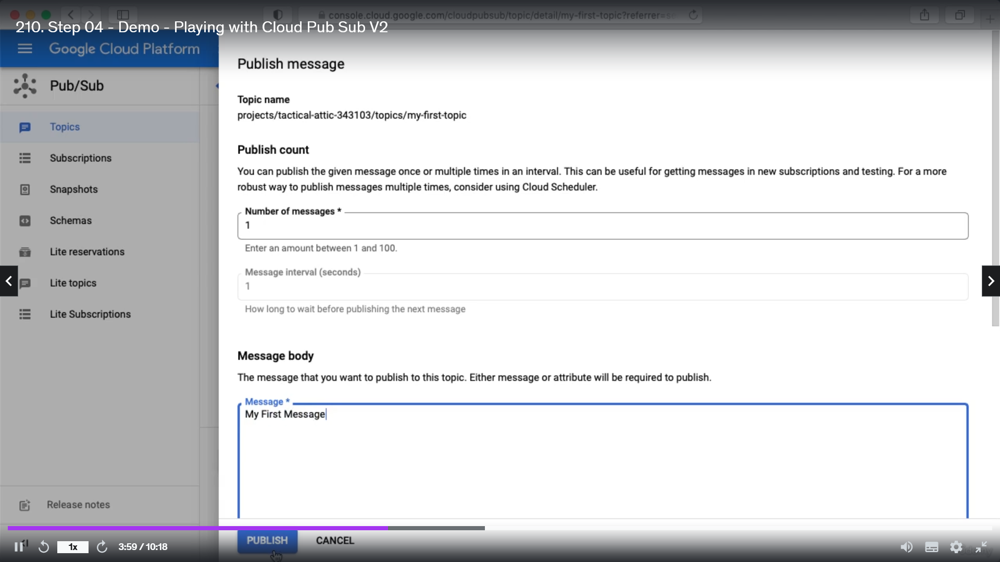 console.cloud.google.com/cloudpubsub/topic/detail/my-first-topic?referrer=se
210. Step 04 - Demo - Playing with Cloud Pub Sub V2
Google Cloud Platform
Pub/Sub
Topics
Subscriptions
Snapshots
Schemas
Lite reservations
Lite topics
Lite Subscriptions
Release notes
Publish message
Topic name
projects/tactical-attic-343103/topics/my-first-topic
Publish count
You can publish the given message once or multiple times in an interval. This can be useful for getting messages in new subscriptions and testing. For a more
robust way to publish messages multiple times, consider using Cloud Scheduler.
Number of messages *
1
Enter an amount between 1 and 100.
Message interval (seconds)
1
How long to wait before publishing the next message
Message body
The message that you want to publish to this topic. Either message or attribute will be required to publish.
Message *
My First Message
PUBLISH
CANCEL
1x
3:59 / 10:18